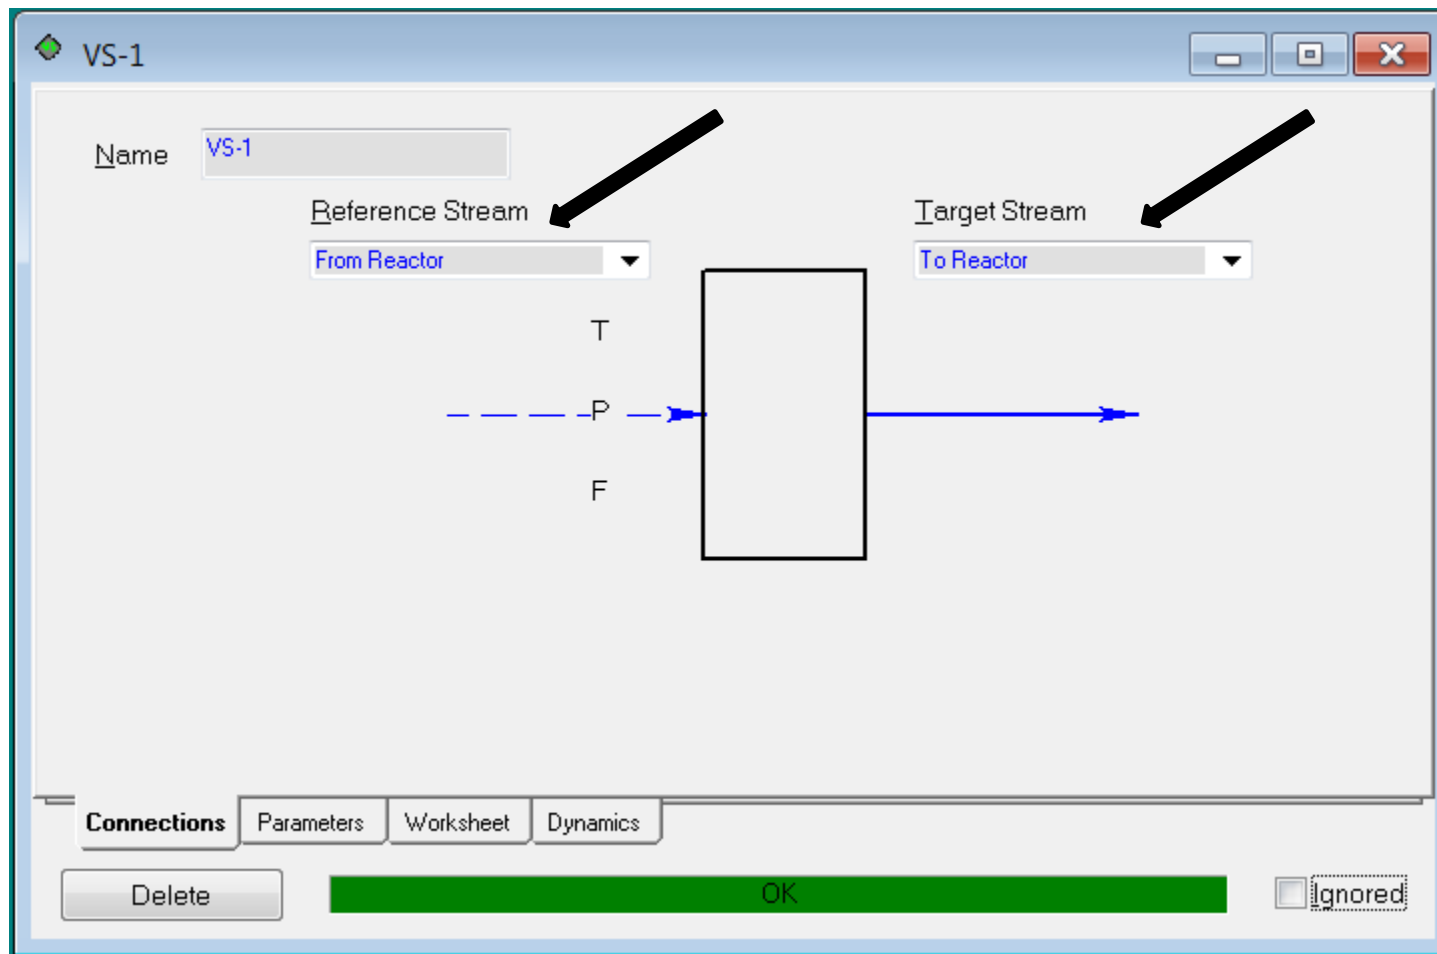 VS-1
Name VS-1
Reference Stream Target Stream
From Reactor To Reactor
T
P
F
Connections Parameters Worksheet Dynamics
Delete OK Ignored